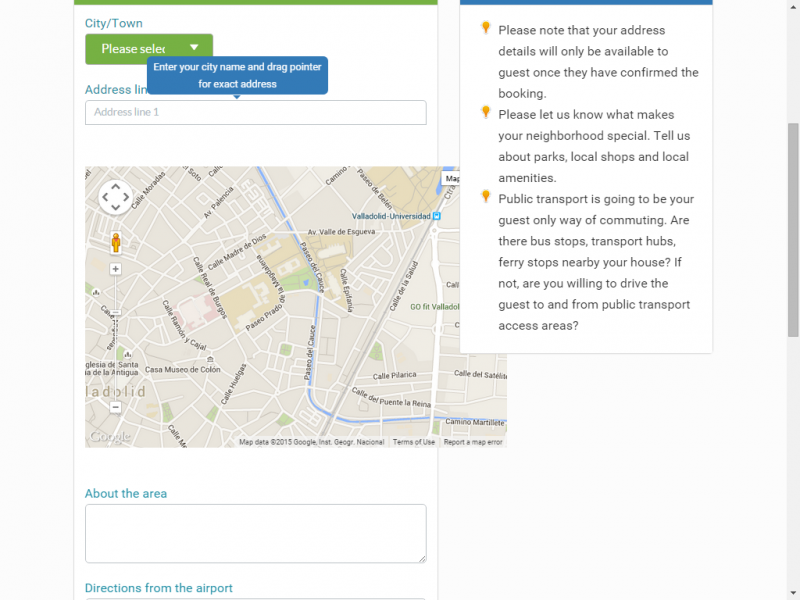 City/Town
Please selec
Enter your city name and drag pointer
for exact address
Address lin
Address line 1
Please note that your address
details will only be available to
guest once they have confirmed the
booking.
Please let us know what makes
your neighborhood special. Tell us
about parks, local shops and local
amenities.
Public transport is going to be your
guest only way of commuting. Are
there bus stops, transport hubs,
ferry stops nearby your house? If
not, are you willing to drive the
guest to and from public transport
access areas?
Calle Moradas
Soto
Av. Palencia
Camino
Paseo de Belén
Map
Valladolid-Universidad
Av. Valle de Esgueva
Calle Madre de Dios
Paseo del Cauce
la Magdalena
Calle Real de Burgos
Calle Epifanía
Calle de la Salud
Calle
GO fit Valladol
Paseo Prado de
Calle Ramón y Cajal
Paseo del Cauce
glesia de Santa
ía de la Antigua
Casa Museo de Colón
Calle Huelgas
Calle Pilarica
Calle del Satélit
ladolid
Calle del Puente la Reina
Camino Martillete
Calle M
Google
Map data ©2015 Google, Inst. Geogr. Nacional
Terms of Use
Report a map error
About the area
Directions from the airport